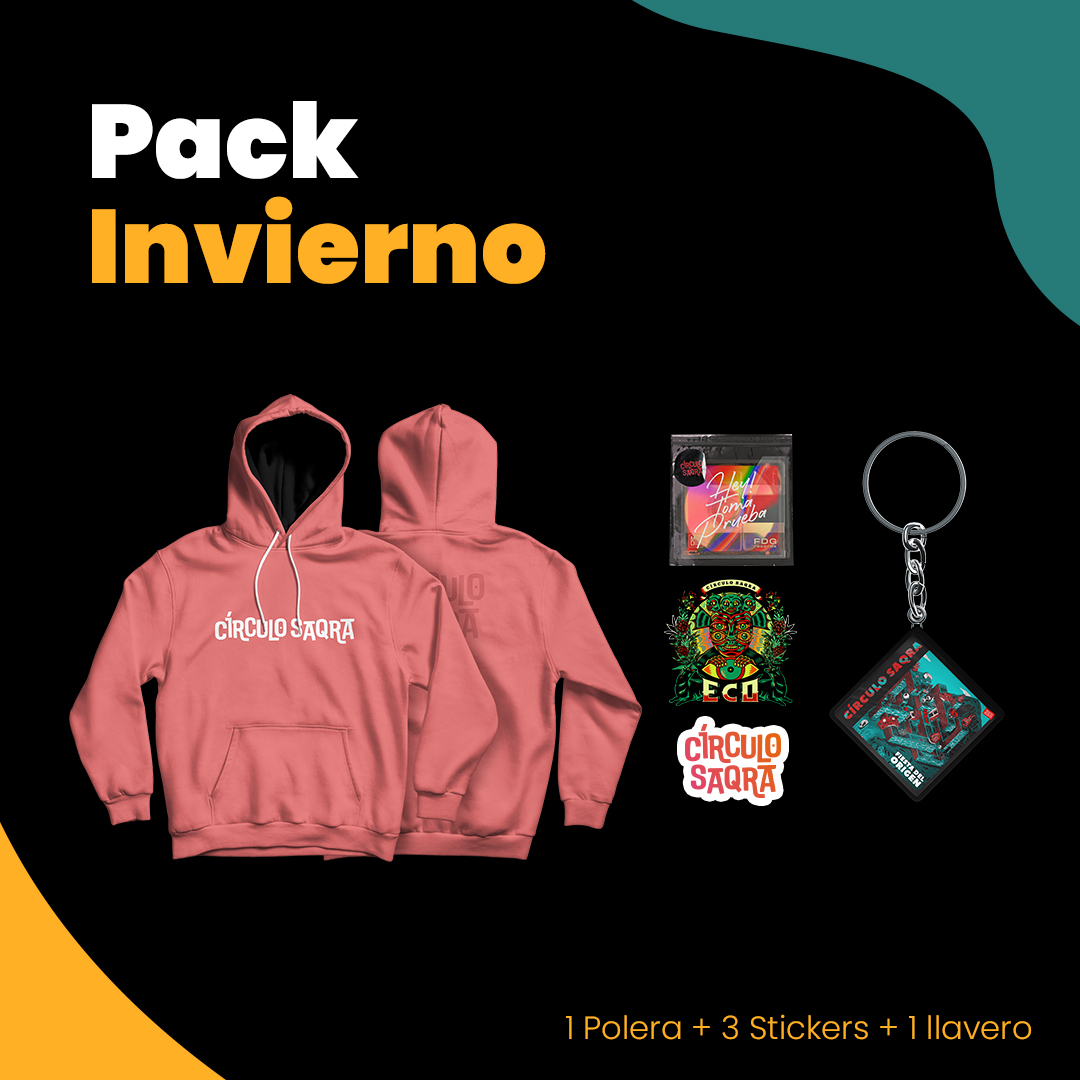 Pack
Invierno
CÍRCULO SAQRA
CÍRCULO
SAQRA
Hey!
Toma
Prueba
FDG
CÍRCULO SAQRA
ECO
CÍRCULO
SAQRA
CÍRCULO SAQRA
FIESTA DEL
ORIGEN
1 Polera + 3 Stickers + 1 llavero